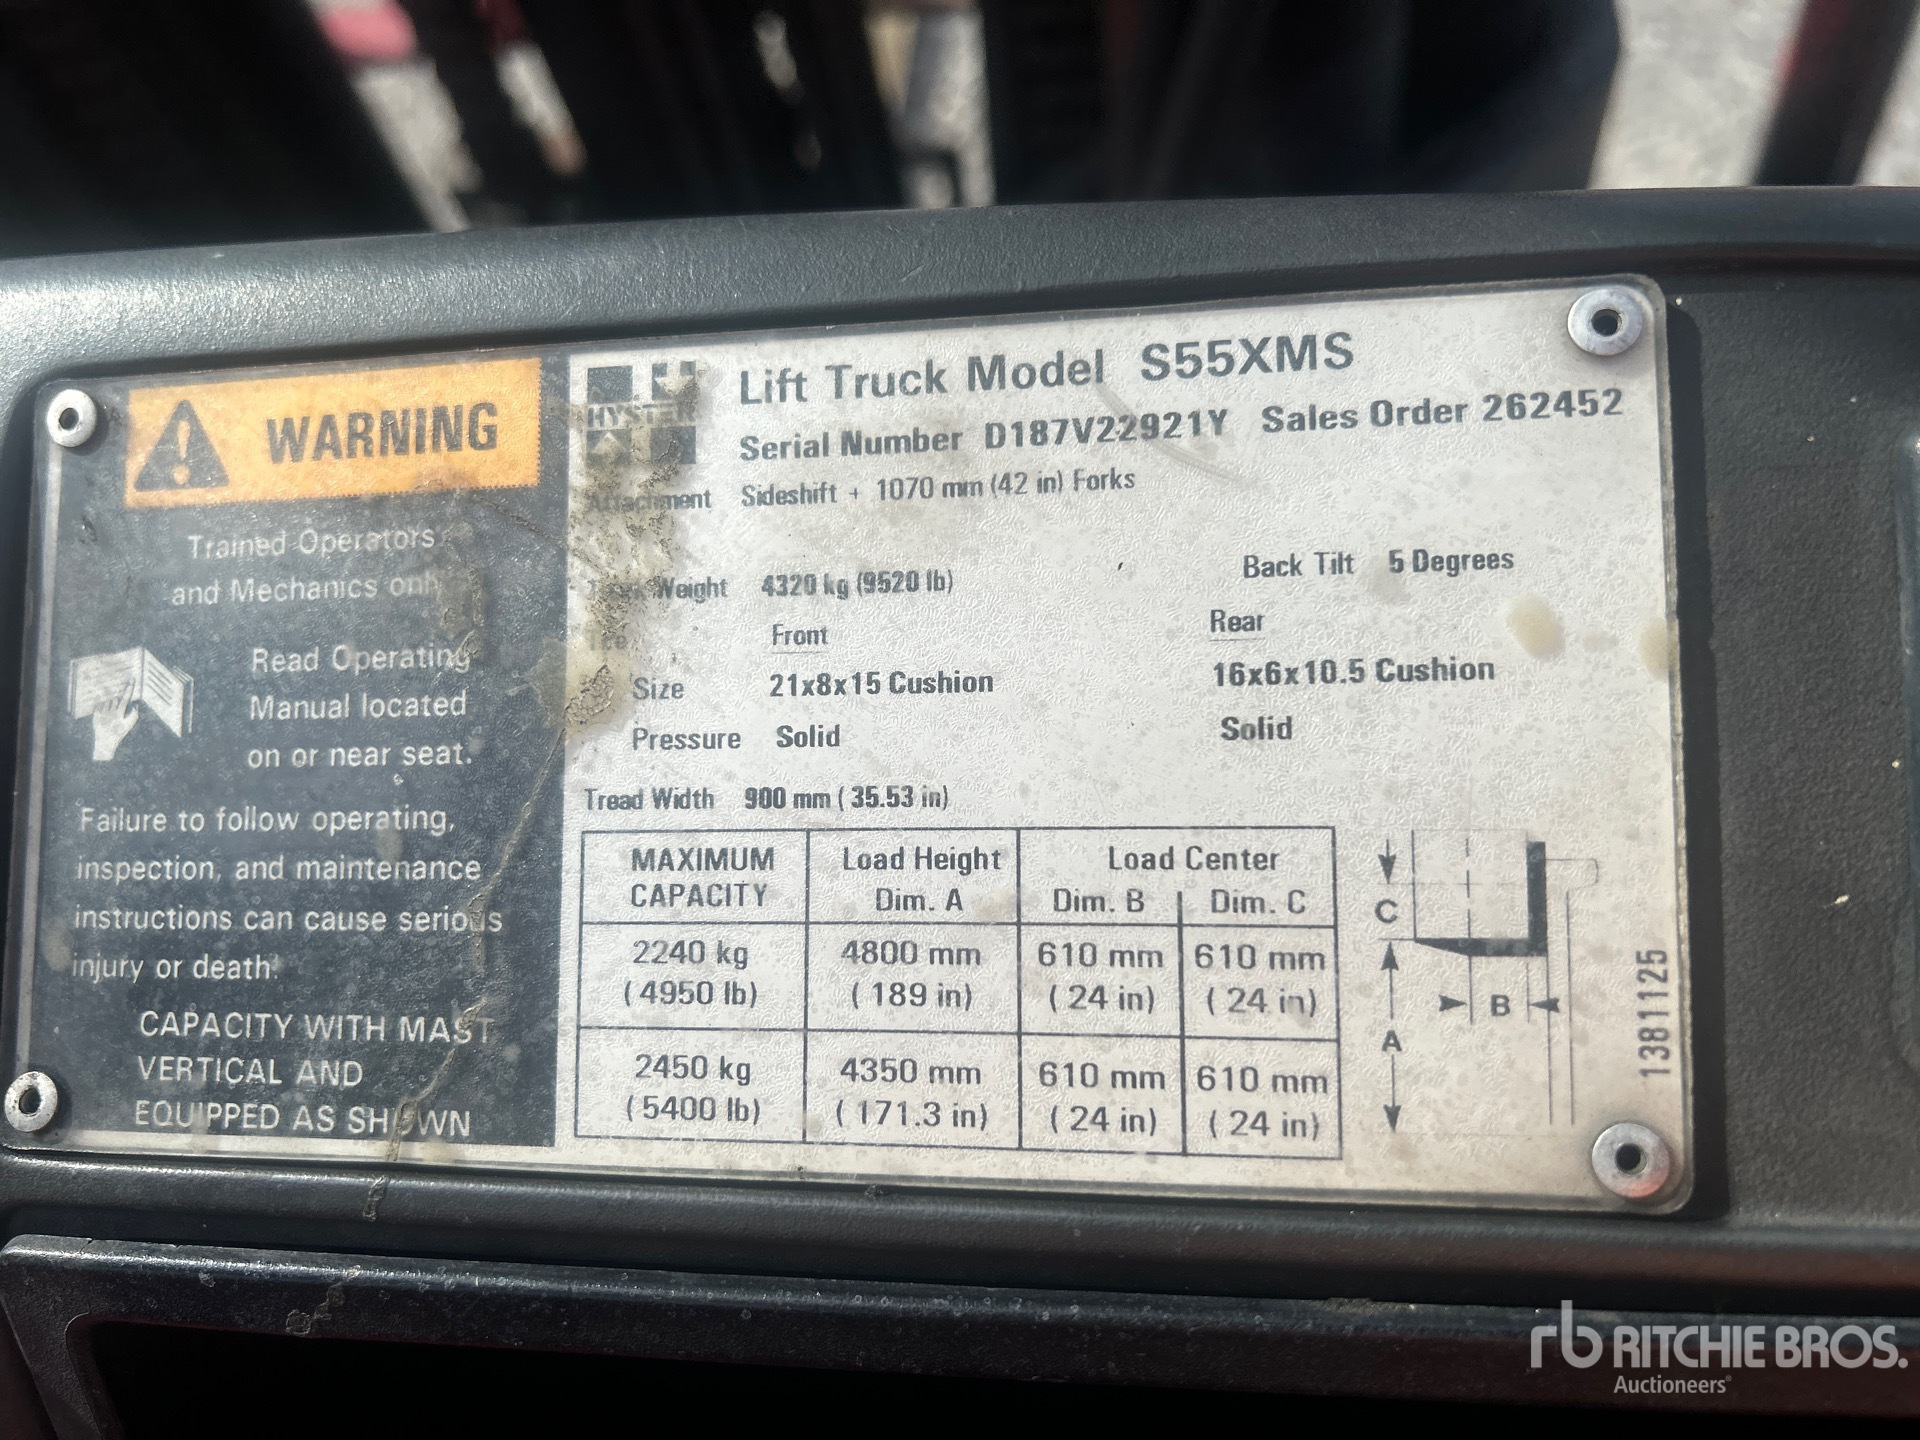 WARNING
Trained Operators
and Mechanics only
Read Operating
Manual located
on or near seat.
Failure to follow operating,
inspection, and maintenance
instructions can cause serious
injury or death.
CAPACITY WITH MAST
VERTICAL AND
EQUIPPED AS SHOWN
HYSTER
Lift Truck Model S55XMS
Serial Number D187V22921Y Sales Order 262452
Attachment Sideshift + 1070 mm (42 in) Forks
Weight 4320 kg (9520 lb) Back Tilt 5 Degrees
Front Rear
Size 21x8x15 Cushion 16x6x10.5 Cushion
Pressure Solid Solid
Tread Width 900 mm ( 35.53 in)
MAXIMUM CAPACITY Load Height Dim. A Load Center Dim. B Dim. C
2240 kg 4800 mm 610 mm 610 mm
( 4950 lb) ( 189 in) ( 24 in) ( 24 in)
2450 kg 4350 mm 610 mm 610 mm
( 5400 lb) ( 171.3 in) ( 24 in) ( 24 in)
C
B
A
1381125
rb RITCHIE BROS.
Auctioneers